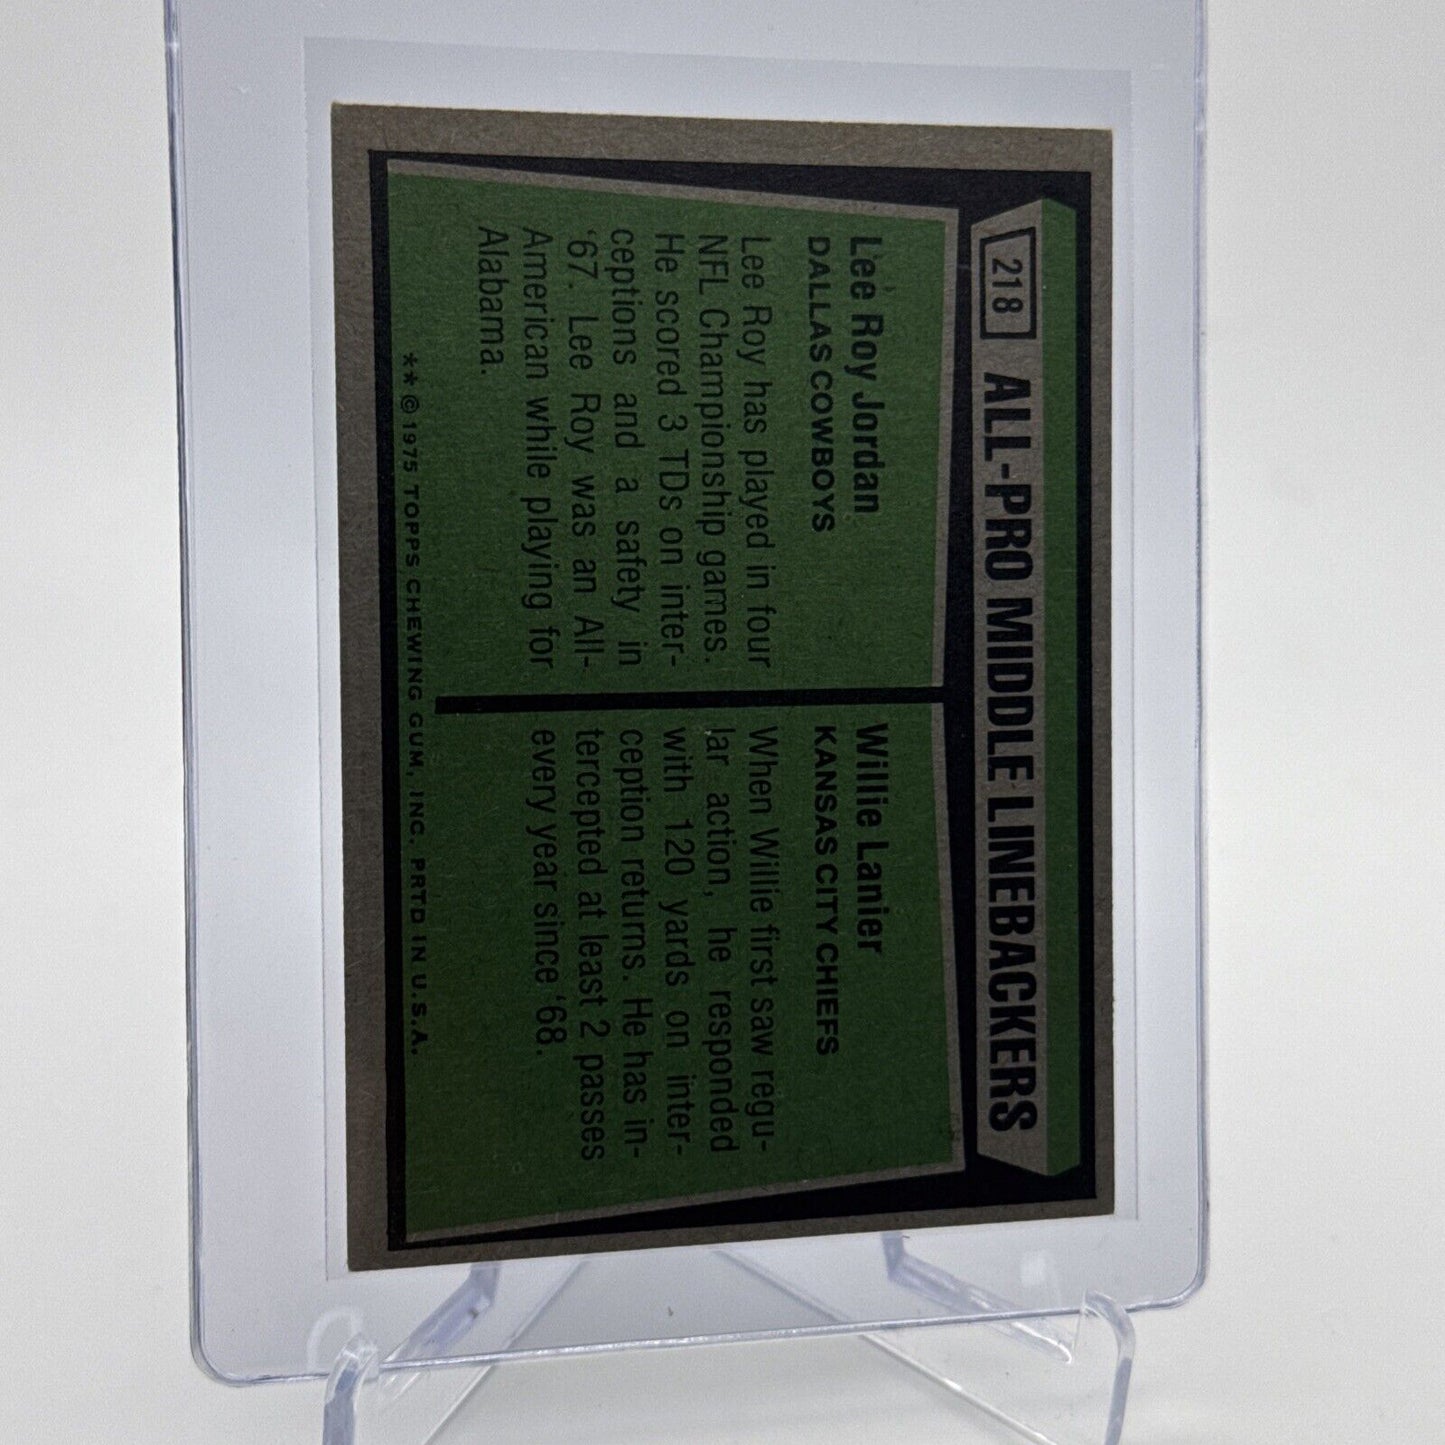 218 ALL-PRO MIDDLE LINEBACKERS
Lee Roy Jordan
DALLAS COWBOYS
Lee Roy has played in four
NFL Championship games.
He scored 3 TDs on inter-
ceptions and a safety in
'67. Lee Roy was an All-
American while playing for
Alabama.
Willie Lanier
KANSAS CITY CHIEFS
When Willie first saw regu-
lar action, he responded
with 120 yards on inter-
ception returns. He has in-
tercepted at least 2 passes
every year since '68.
**©1975 TOPPS CHEWING GUM, INC. PRTD IN U.S.A.